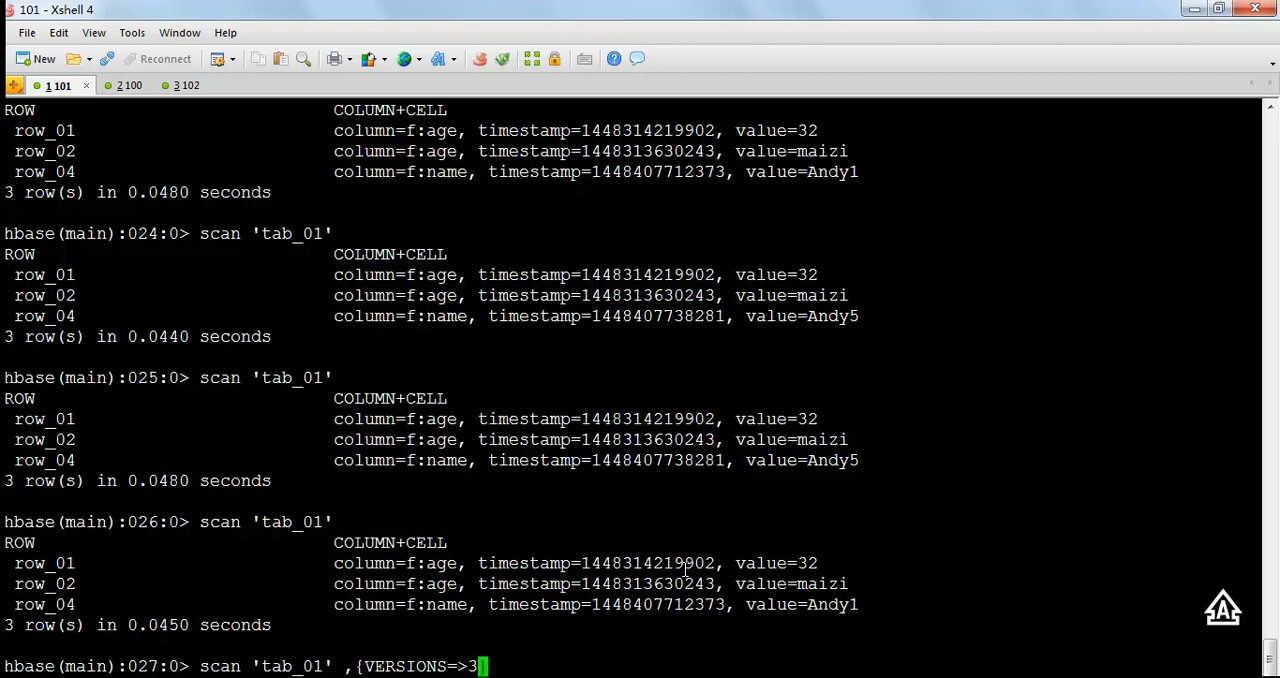 101 - Xshell 4
File Edit View Tools Window Help
New Reconnect
1 101 2 100 3 102
ROW COLUMN+CELL
row_01 column=f:age, timestamp=1448314219902, value=32
row_02 column=f:age, timestamp=1448313630243, value=maizi
row_04 column=f:name, timestamp=1448407712373, value=Andy1
3 row(s) in 0.0480 seconds
hbase(main):024:0> scan 'tab_01'
ROW COLUMN+CELL
row_01 column=f:age, timestamp=1448314219902, value=32
row_02 column=f:age, timestamp=1448313630243, value=maizi
row_04 column=f:name, timestamp=1448407738281, value=Andy5
3 row(s) in 0.0440 seconds
hbase(main):025:0> scan 'tab_01'
ROW COLUMN+CELL
row_01 column=f:age, timestamp=1448314219902, value=32
row_02 column=f:age, timestamp=1448313630243, value=maizi
row_04 column=f:name, timestamp=1448407738281, value=Andy5
3 row(s) in 0.0480 seconds
hbase(main):026:0> scan 'tab_01'
ROW COLUMN+CELL
row_01 column=f:age, timestamp=1448314219902, value=32
row_02 column=f:age, timestamp=1448313630243, value=maizi
row_04 column=f:name, timestamp=1448407712373, value=Andy1
3 row(s) in 0.0450 seconds
A
hbase(main):027:0> scan 'tab_01' ,{VERSIONS=>3}